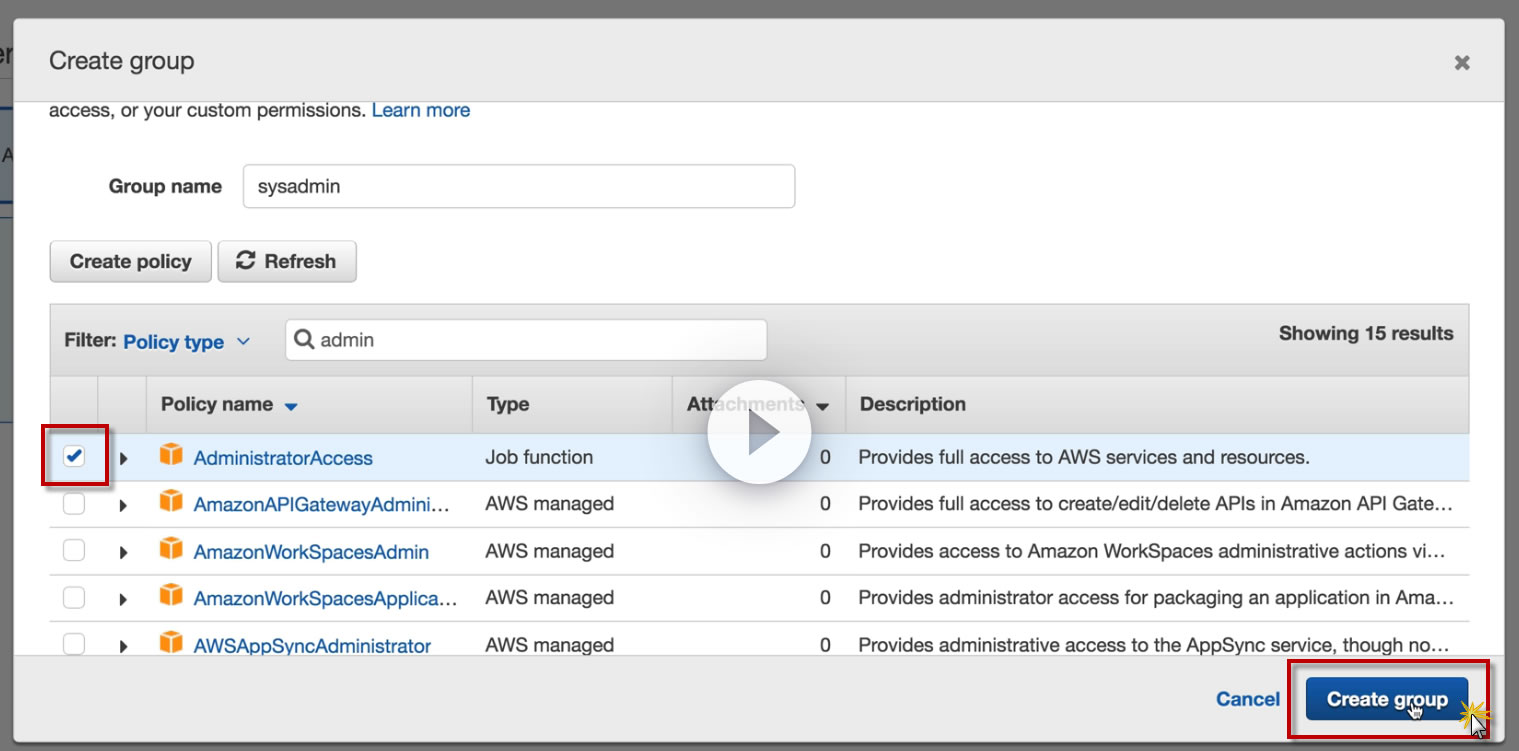 Create group
access, or your custom permissions. Learn more
Group name sysadmin
Create policy Refresh
Filter: Policy type admin Showing 15 results
Policy name Type Attachments Description
AdministratorAccess Job function 0 Provides full access to AWS services and resources.
AmazonAPIGatewayAdmini... AWS managed 0 Provides full access to create/edit/delete APIs in Amazon API Gate...
AmazonWorkSpacesAdmin AWS managed 0 Provides access to Amazon WorkSpaces administrative actions vi...
AmazonWorkSpacesApplica... AWS managed 0 Provides administrator access for packaging an application in Ama...
AWSAppSyncAdministrator AWS managed 0 Provides administrative access to the AppSync service, though no...
Cancel Create group